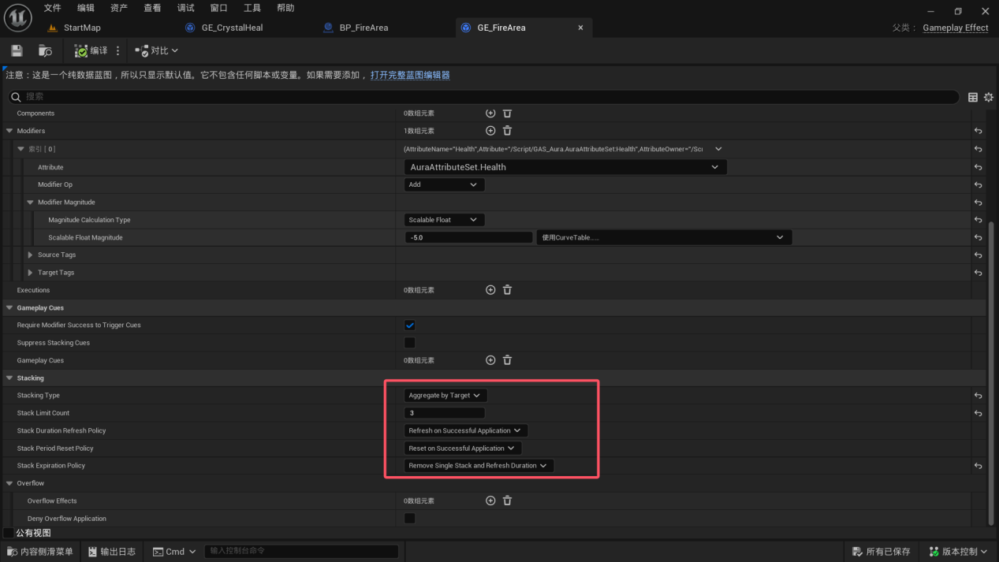 文件 编辑 资产 查看 调试 窗口 工具 帮助
StartMap GE_CrystalHeal BP_FireArea GE_FireArea 父类： Gameplay Effect
编译 对比
注意：这是一个纯数据蓝图，所以只显示默认值。它不包含任何脚本或变量。如果需要添加， 打开完整蓝图编辑器
搜索
Components 0数组元素
Modifiers 1数组元素
索引 [ 0 ] (AttributeName="Health",Attribute="/Script/GAS_Aura.AuraAttributeSet:Health",AttributeOwner="/Scri
Attribute AuraAttributeSet.Health
Modifier Op Add
Modifier Magnitude
Magnitude Calculation Type Scalable Float
Scalable Float Magnitude -5.0 使用CurveTable......
Source Tags
Target Tags
Executions 0数组元素
Gameplay Cues
Require Modifier Success to Trigger Cues
Suppress Stacking Cues
Gameplay Cues 0数组元素
Stacking
Stacking Type Aggregate by Target
Stack Limit Count 3
Stack Duration Refresh Policy Refresh on Successful Application
Stack Period Reset Policy Reset on Successful Application
Stack Expiration Policy Remove Single Stack and Refresh Duration
Overflow
Overflow Effects 0数组元素
Deny Overflow Application
公有视图
内容侧滑菜单 输出日志 Cmd 输入控制台命令 所有已保存 版本控制